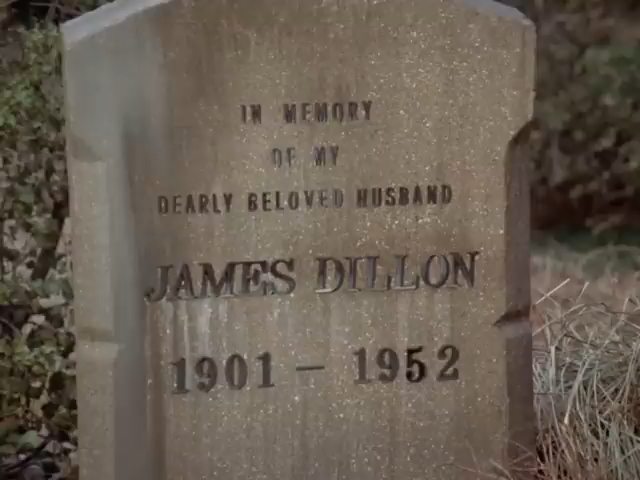 IN MEMORY
OF MY
DEARLY BELOVED HUSBAND
JAMES DILLON
1901 – 1952